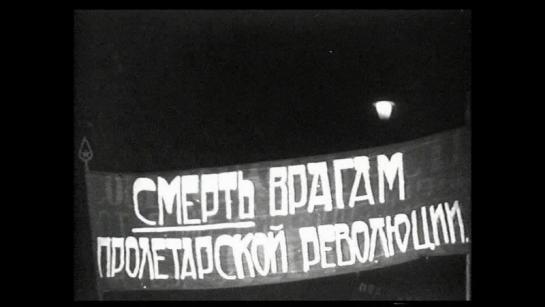 СМЕРТЬ ВРАГАМ
ПРОЛЕТАРСКОЙ РЕВОЛЮЦИИ.